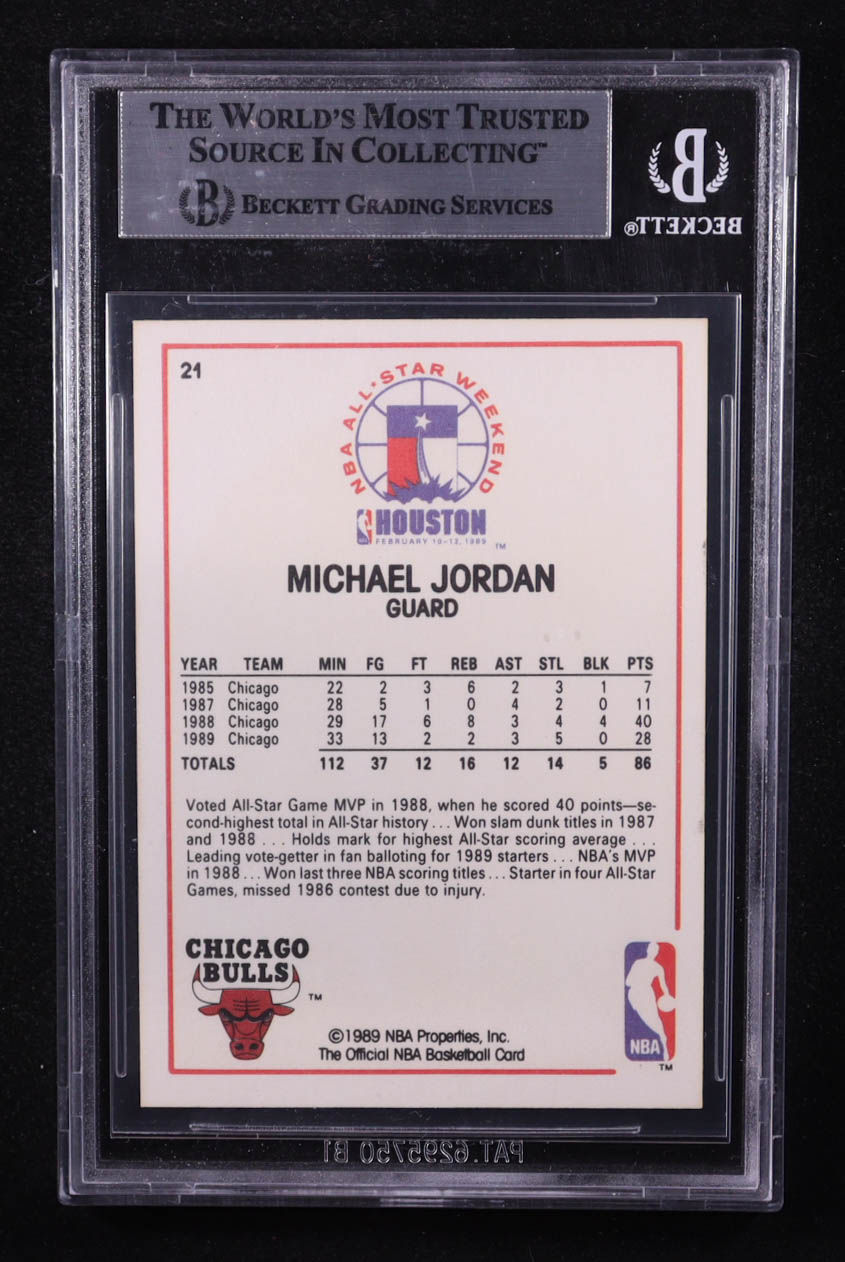 THE WORLD'S MOST TRUSTED
SOURCE IN COLLECTING™
B BECKETT GRADING SERVICES
B
BECKETT®
21
NBA ALL-STAR WEEKEND
HOUSTON
FEBRUARY 10-12, 1989
TM
MICHAEL JORDAN
GUARD
YEAR TEAM MIN FG FT REB AST STL BLK PTS
1985 Chicago 22 2 3 6 2 3 1 7
1987 Chicago 28 5 1 0 4 2 0 11
1988 Chicago 29 17 6 8 3 4 4 40
1989 Chicago 33 13 2 2 3 5 0 28
TOTALS 112 37 12 16 12 14 5 86
Voted All-Star Game MVP in 1988, when he scored 40 points—se-
cond-highest total in All-Star history . . . Won slam dunk titles in 1987
and 1988 . . . Holds mark for highest All-Star scoring average . . .
Leading vote-getter in fan balloting for 1989 starters . . . NBA's MVP
in 1988 . . . Won last three NBA scoring titles . . . Starter in four All-Star
Games, missed 1986 contest due to injury.
CHICAGO
BULLS
TM
©1989 NBA Properties, Inc.
The Official NBA Basketball Card
NBA
TM
PAT.6295750 B1